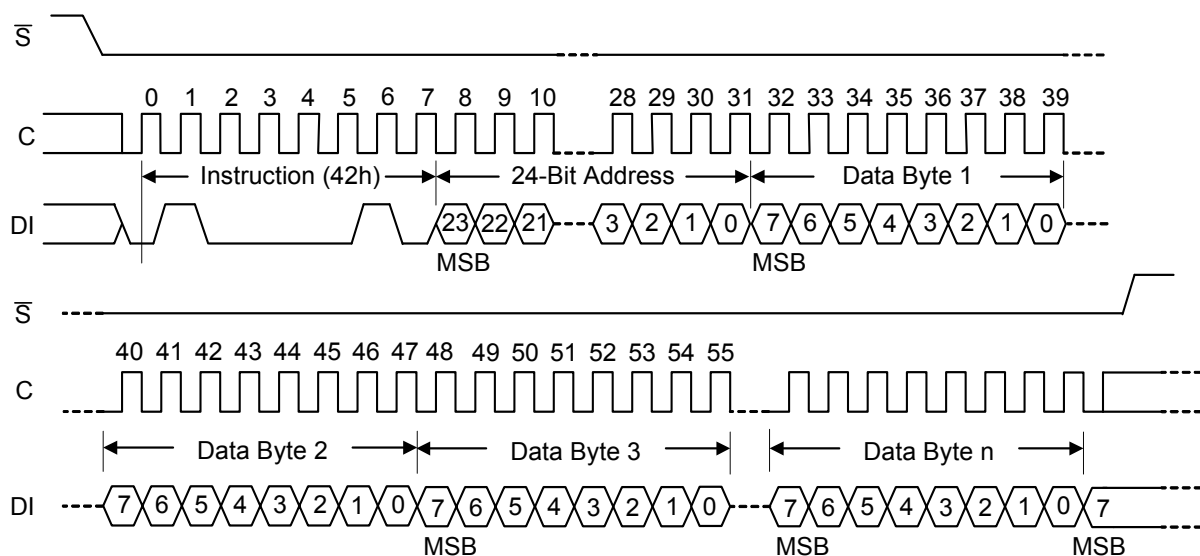 S
0 1 2 3 4 5 6 7 8 9 10 28 29 30 31 32 33 34 35 36 37 38 39
C
Instruction (42h) 24-Bit Address Data Byte 1
DI 23 22 21 3 2 1 0 7 6 5 4 3 2 1 0
MSB MSB
S
40 41 42 43 44 45 46 47 48 49 50 51 52 53 54 55
C
Data Byte 2 Data Byte 3 Data Byte n
DI 7 6 5 4 3 2 1 0 7 6 5 4 3 2 1 0 7 6 5 4 3 2 1 0 7
MSB MSB MSB